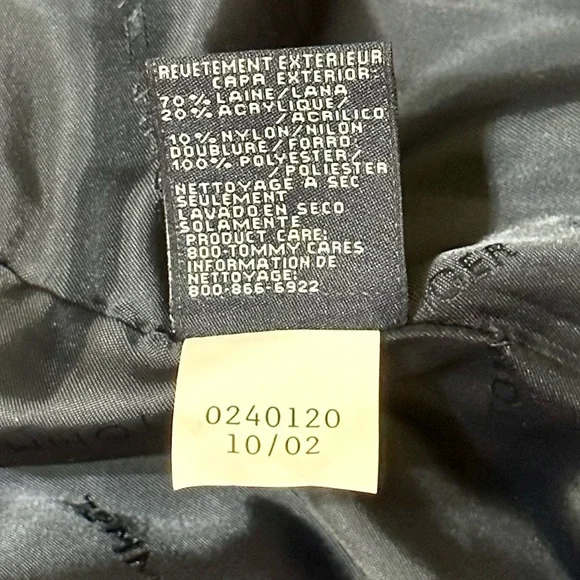 REVETEMENT EXTERIEUR
CAPA EXTERIOR-
70% LAINE/LANA
20% ACRYLIQUE/
/ACRILICO
10% NYLON/NILON
DOUBLURE/FORRO:
100% POLYESTER/
/POLIESTER
NETTOYAGE A SEC
SEULEMENT
LAVADO EN SECO
SOLAMENTE
PRODUCT CARE:
800-TOMMY CARES
INFORMATION DE
NETTOYAGE:
800-866-6922
GER
0240120
10/02